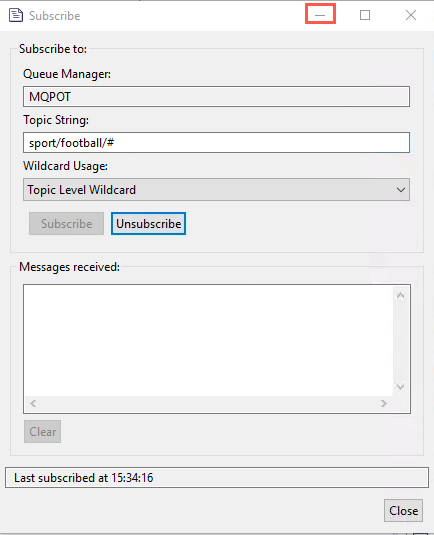 Subscribe
Subscribe to:
Queue Manager:
MQPOT
Topic String:
sport/football/#
Wildcard Usage:
Topic Level Wildcard
Subscribe Unsubscribe
Messages received:
Clear
Last subscribed at 15:34:16
Close